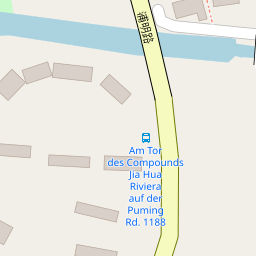 浦明路
Am Tor
des Compounds
Jia Hua
Riviera
auf der
Puming
Rd. 1188